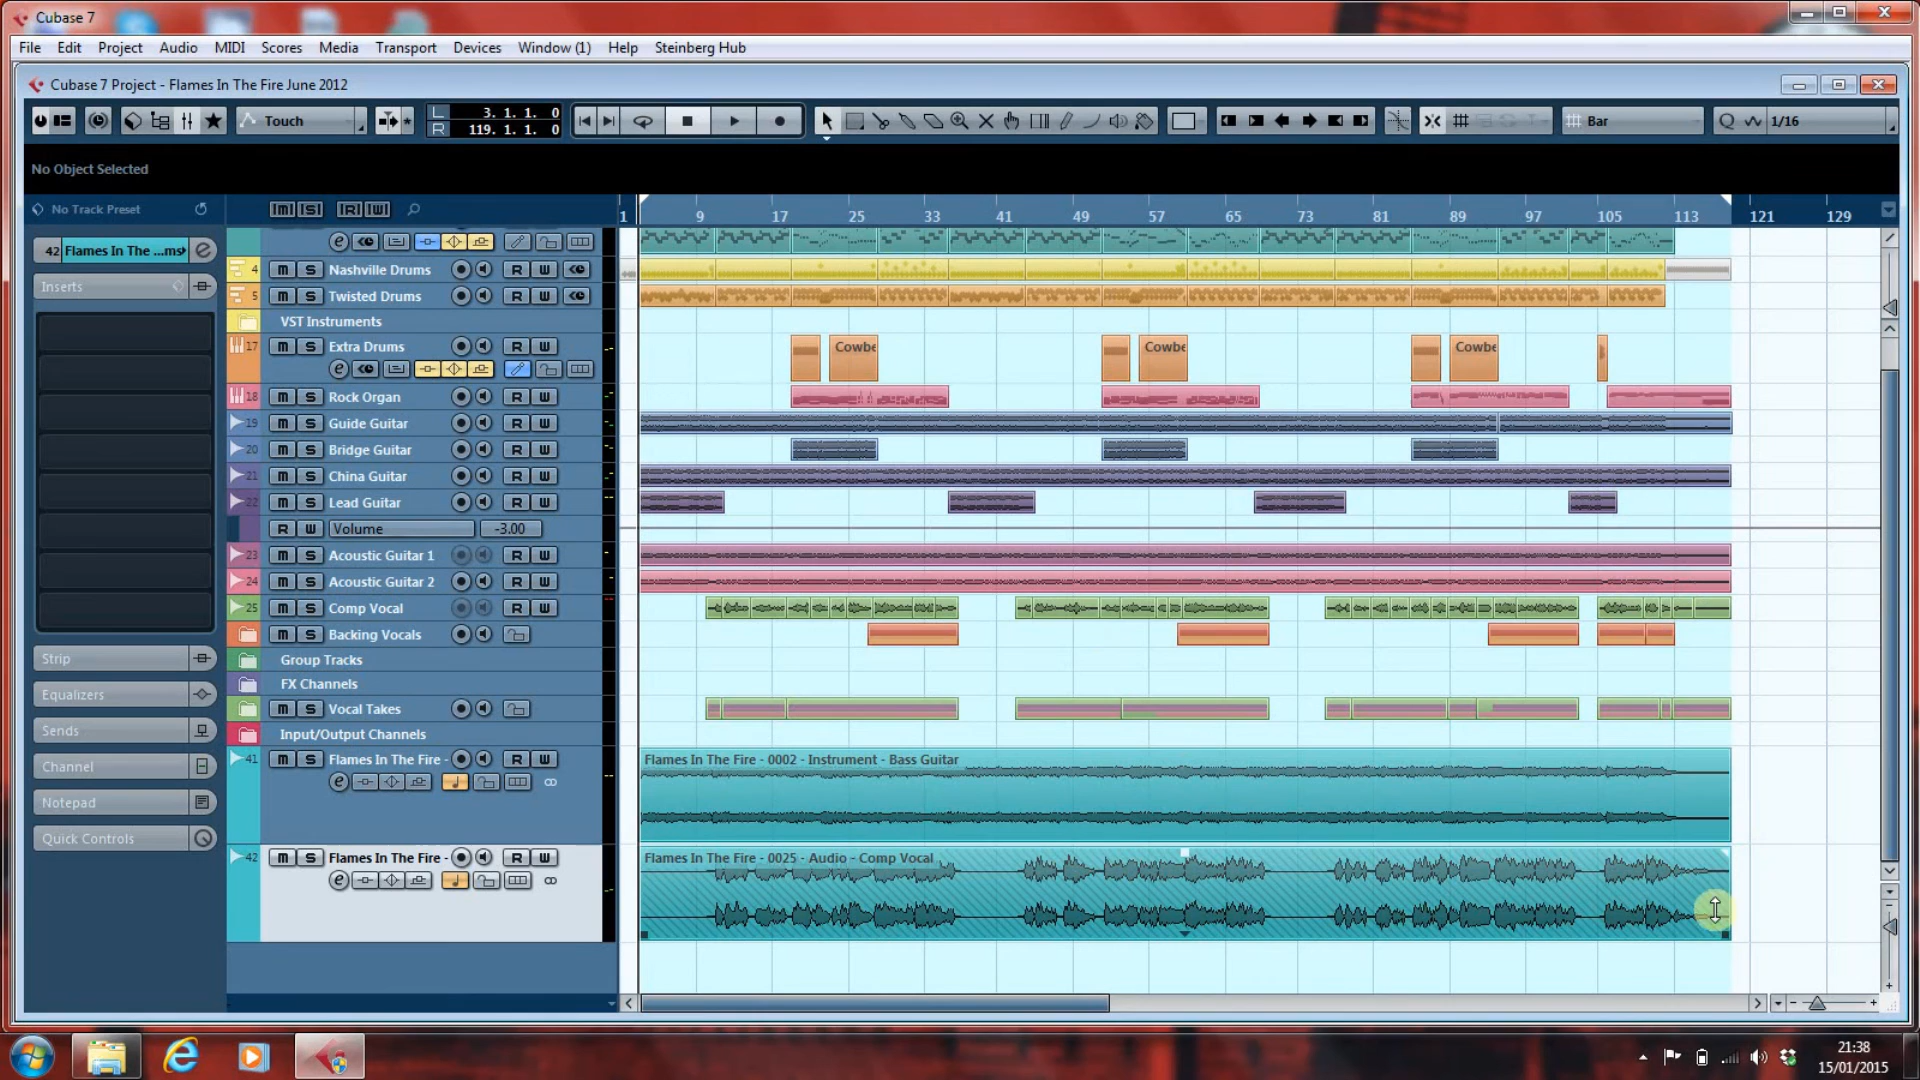 Cubase 7
File Edit Project Audio MIDI Scores Media Transport Devices Window (1) Help Steinberg Hub
Cubase 7 Project - Flames In The Fire June 2012
Touch
L 3. 1. 1. 0
R 119. 1. 1. 0
Bar
Q 1/16
No Object Selected
No Track Preset
M S R W
1 9 17 25 33 41 49 57 65 73 81 89 97 105 113 121 129
42 Flames In The ...ms
Inserts
4 M S Nashville Drums R W
5 M S Twisted Drums R W
VST Instruments
17 M S Extra Drums R W
Cowbe Cowbe Cowbe
18 M S Rock Organ R W
19 M S Guide Guitar R W
20 M S Bridge Guitar R W
21 M S China Guitar R W
22 M S Lead Guitar R W
R W Volume -3.00
23 M S Acoustic Guitar 1 R W
24 M S Acoustic Guitar 2 R W
25 M S Comp Vocal R W
M S Backing Vocals
Group Tracks
FX Channels
M S Vocal Takes
Input/Output Channels
41 M S Flames In The Fire - R W
Flames In The Fire - 0002 - Instrument - Bass Guitar
42 M S Flames In The Fire - R W
Flames In The Fire - 0025 - Audio - Comp Vocal
Strip
Equalizers
Sends
Channel
Notepad
Quick Controls
21:38
15/01/2015